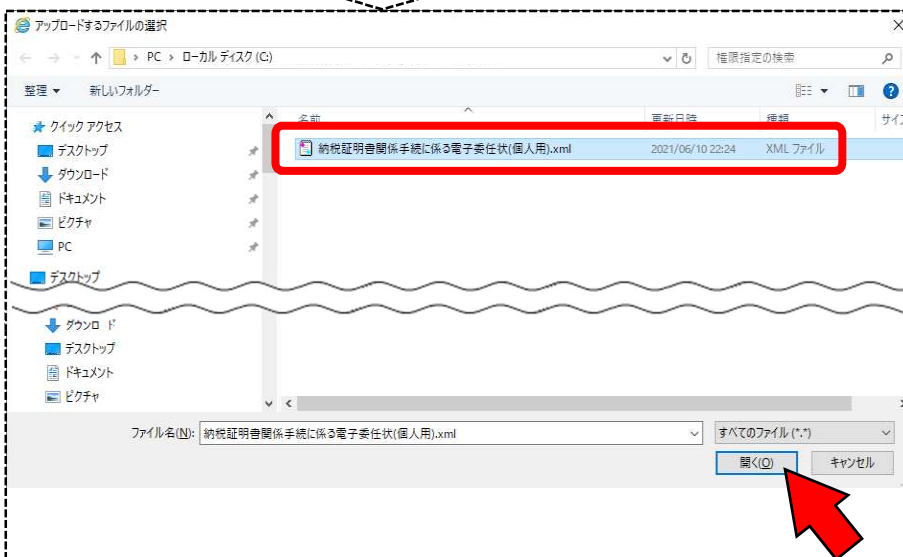 アップロードするファイルの選択
PC › ローカル ディスク (C:)
権限指定の検索
整理 新しいフォルダー
名前 更新日時 種類
クイック アクセス
納税証明書関係手続に係る電子委任状(個人用).xml 2021/06/10 22:24 XML ファイル
デスクトップ
ダウンロード
ドキュメント
ピクチャ
PC
デスクトップ
ダウンロード
デスクトップ
ドキュメント
ピクチャ
ファイル名(N): 納税証明書関係手続に係る電子委任状(個人用).xml
すべてのファイル (*.*)
開く(O) キャンセル